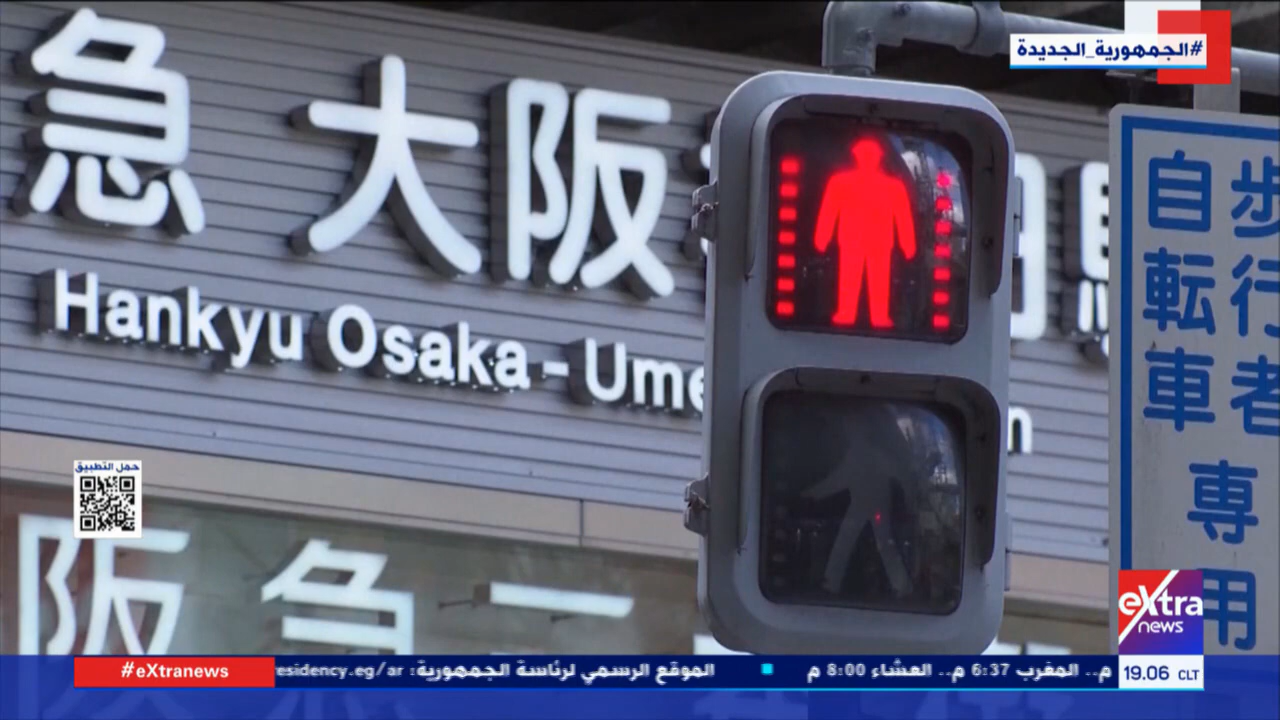 #الجمهورية_الجديدة
急 大阪
Hankyu Osaka - Ume
歩行者
自転車
専用
حمل التطبيق
阪急
eXtra
news
#eXtranews
residency.eg/ar :الموقع الرسمي لرئاسة الجمهورية
م.. المغرب 6:37 م.. العشاء 8:00 م
19.06 CLT